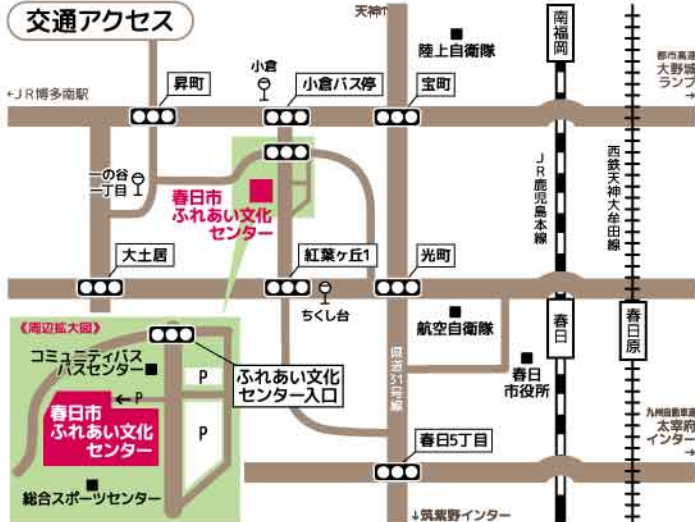 交通アクセス
天神↑
陸上自衛隊
南福岡
都市高速
大野城
ランプ
→
←JR博多南駅
昇町
小倉
小倉バス停
宝町
一の谷
一丁目
春日市
ふれあい文化
センター
JR鹿児島本線
西鉄天神大牟田線
大土居
紅葉ヶ丘1
光町
ちくし台
航空自衛隊
春日
春日原
県道31号線
春日
市役所
《周辺拡大図》
コミュニティバス
バスセンター
P
ふれあい文化
センター入口
←P
P
春日市
ふれあい文化
センター
総合スポーツセンター
春日5丁目
九州自動車道
太宰府
インター
→
↓筑紫野インター